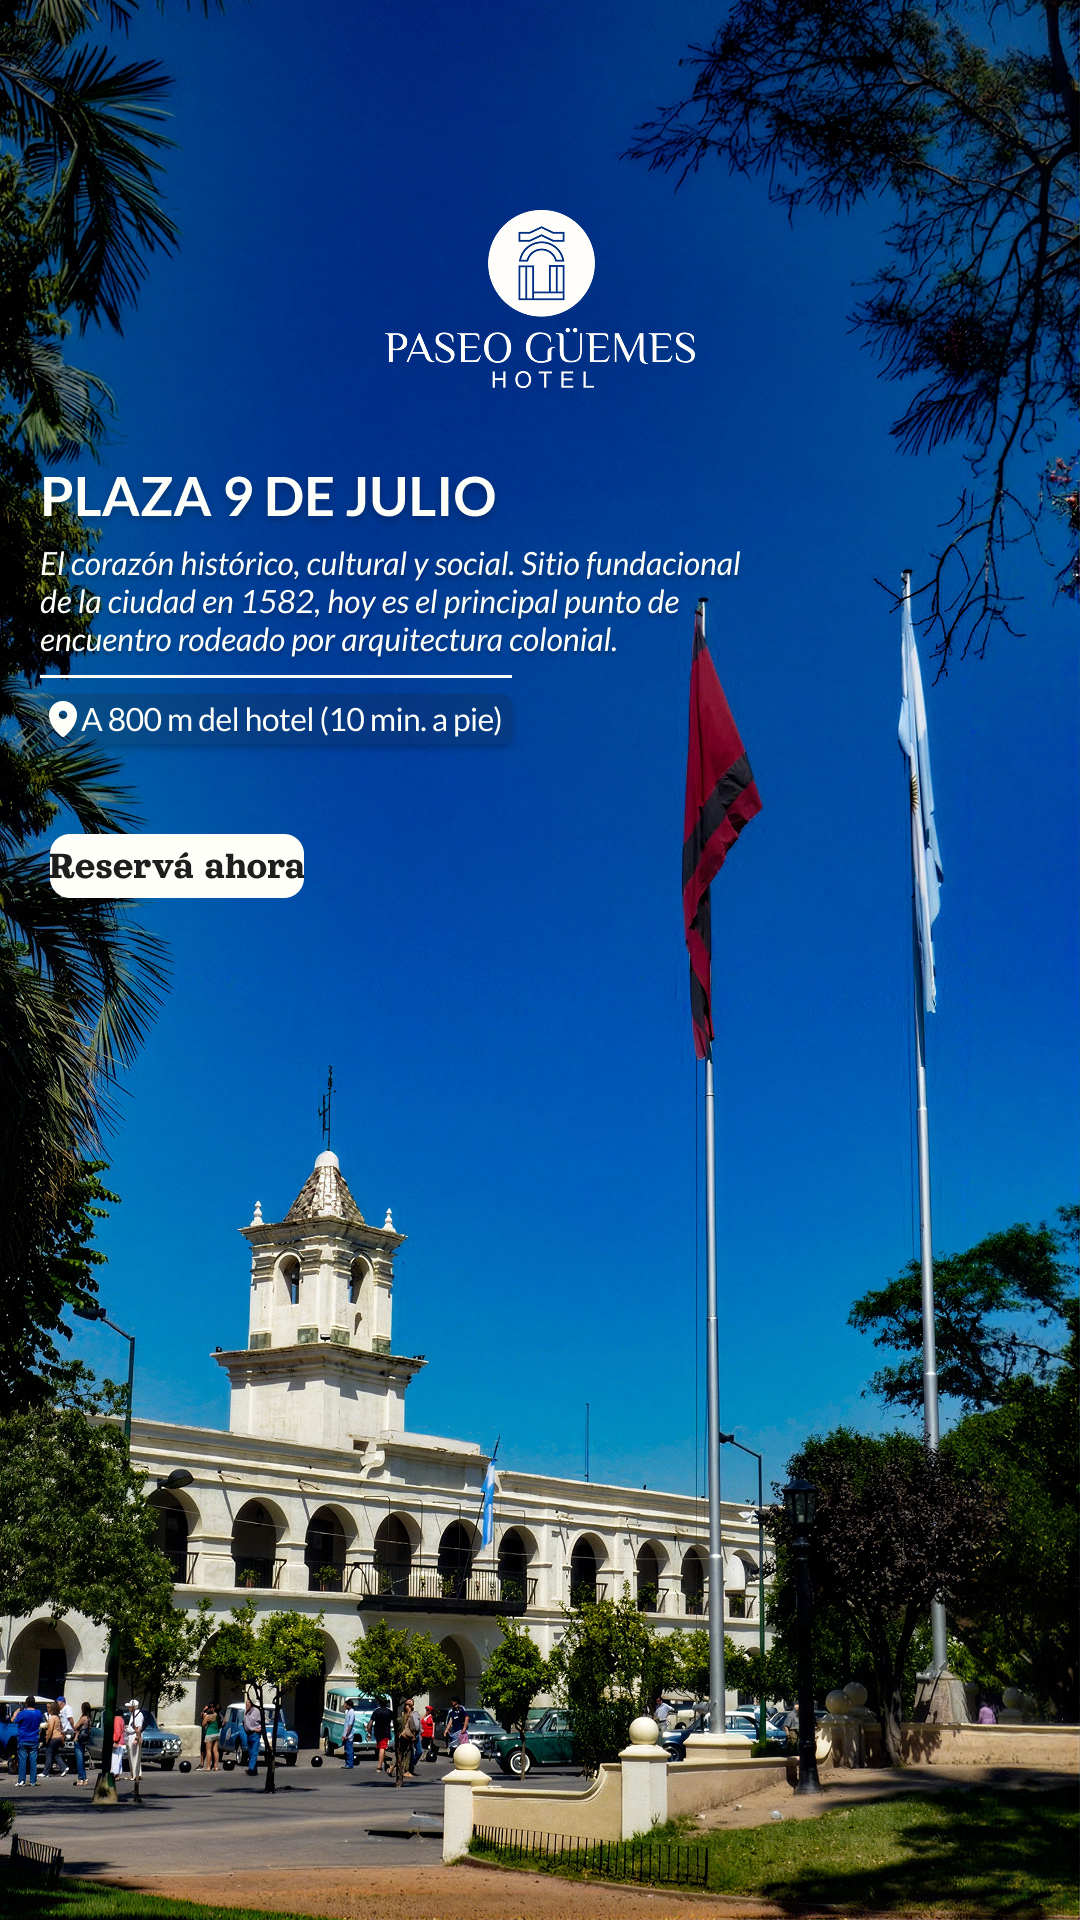 PASEO GÜEMES
HOTEL
PLAZA 9 DE JULIO
El corazón histórico, cultural y social. Sitio fundacional
de la ciudad en 1582, hoy es el principal punto de
encuentro rodeado por arquitectura colonial.
A 800 m del hotel (10 min. a pie)
Reservá ahora